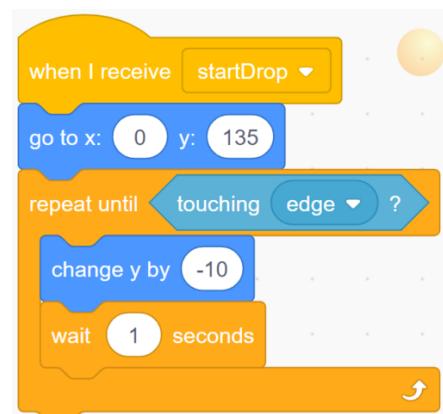 when I receive startDrop
go to x: 0 y: 135
repeat until touching edge ?
change y by -10
wait 1 seconds